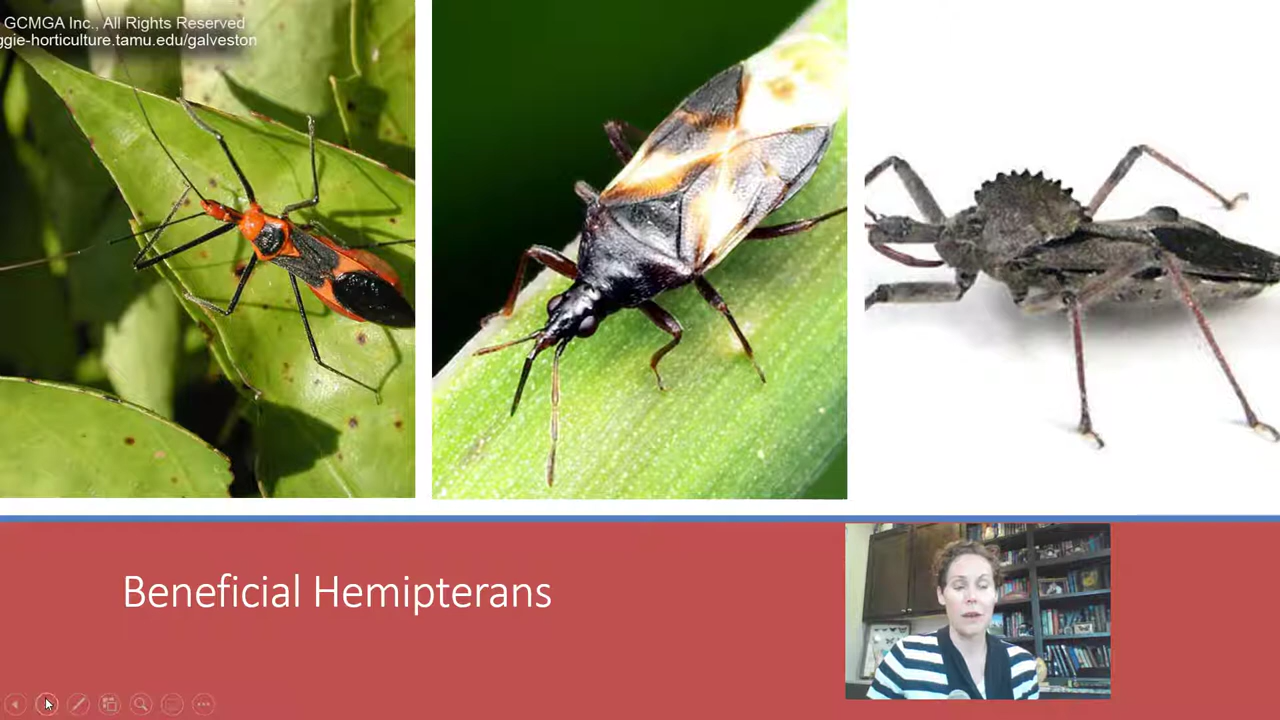 GCMGA Inc., All Rights Reserved
ggie-horticulture.tamu.edu/galveston
Beneficial Hemipterans